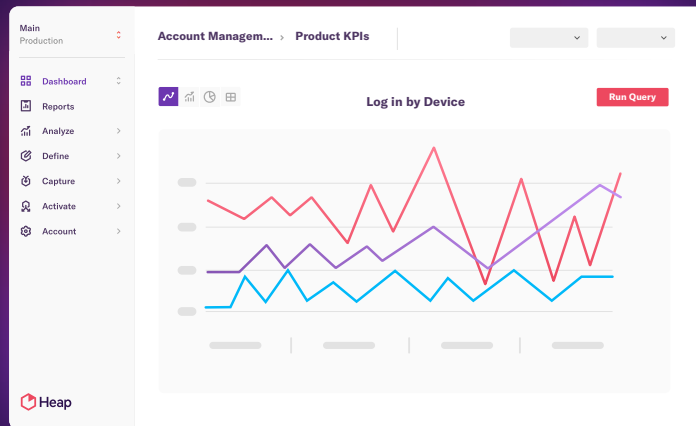 Main
Production
Dashboard
Reports
Analyze
Define
Capture
Activate
Account
Heap
Account Managem... › Product KPIs
Log in by Device
Run Query